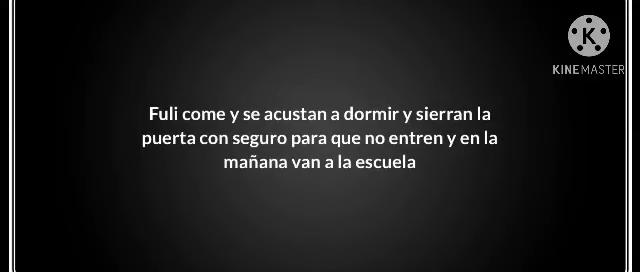 K
KINEMASTER
Fuli come y se acustan a dormir y sierran la
puerta con seguro para que no entren y en la
mañana van a la escuela